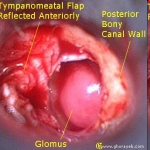 Tympanomeatal Flap
Reflected Anteriorly
Posterior
Bony
Canal Wall
Glomus